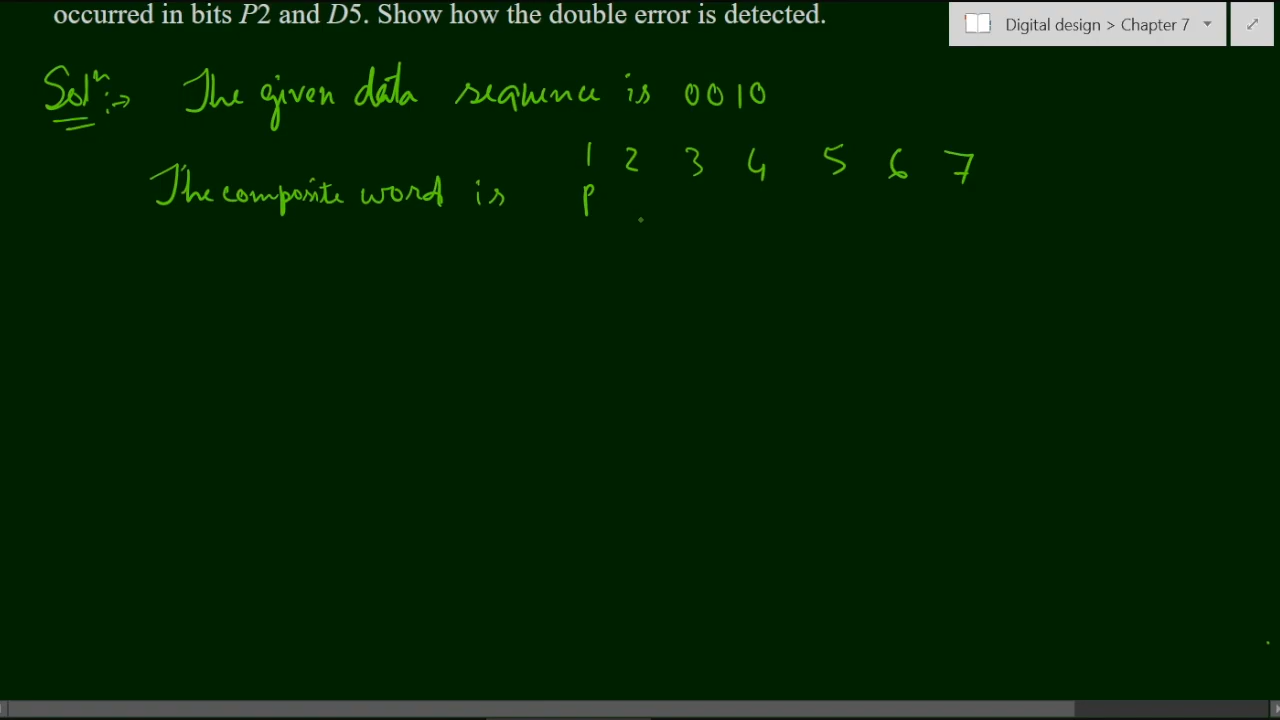 occurred in bits P2 and D5. Show how the double error is detected.
Digital design > Chapter 7
Solⁿ :→ The given data sequence is 0010
1 2 3 4 5 6 7
The composite word is P